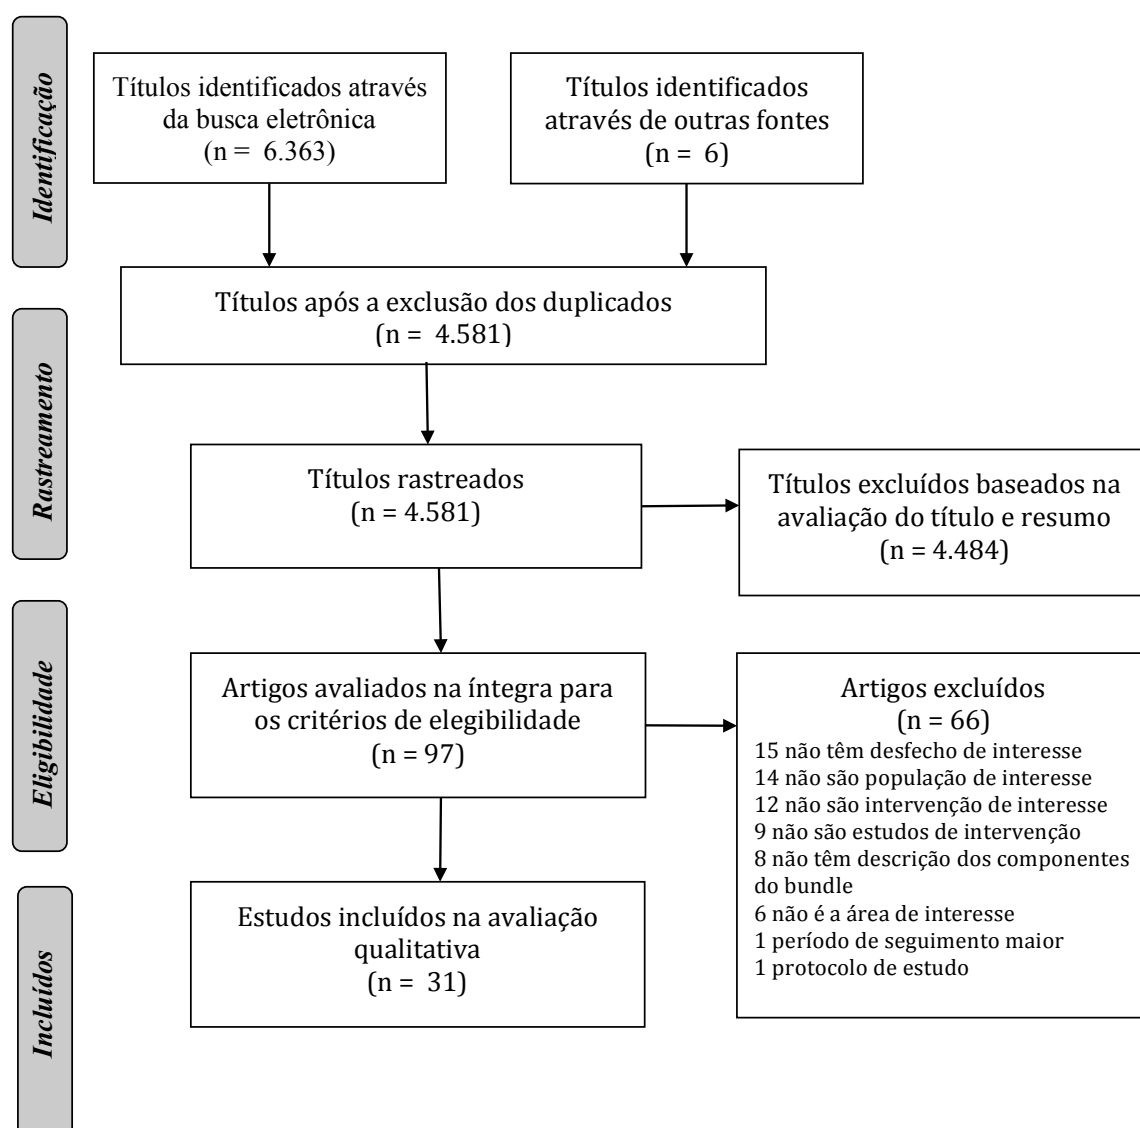 Identificação
Títulos identificados através
da busca eletrônica
(n = 6.363)
Títulos identificados
através de outras fontes
(n = 6)
Títulos após a exclusão dos duplicados
(n = 4.581)
Rastreamento
Títulos rastreados
(n = 4.581)
Títulos excluídos baseados na
avaliação do título e resumo
(n = 4.484)
Eligibilidade
Artigos avaliados na íntegra para
os critérios de elegibilidade
(n = 97)
Artigos excluídos
(n = 66)
15 não têm desfecho de interesse
14 não são população de interesse
12 não são intervenção de interesse
9 não são estudos de intervenção
8 não têm descrição dos componentes
do bundle
6 não é a área de interesse
1 período de seguimento maior
1 protocolo de estudo
Incluídos
Estudos incluídos na avaliação
qualitativa
(n = 31)